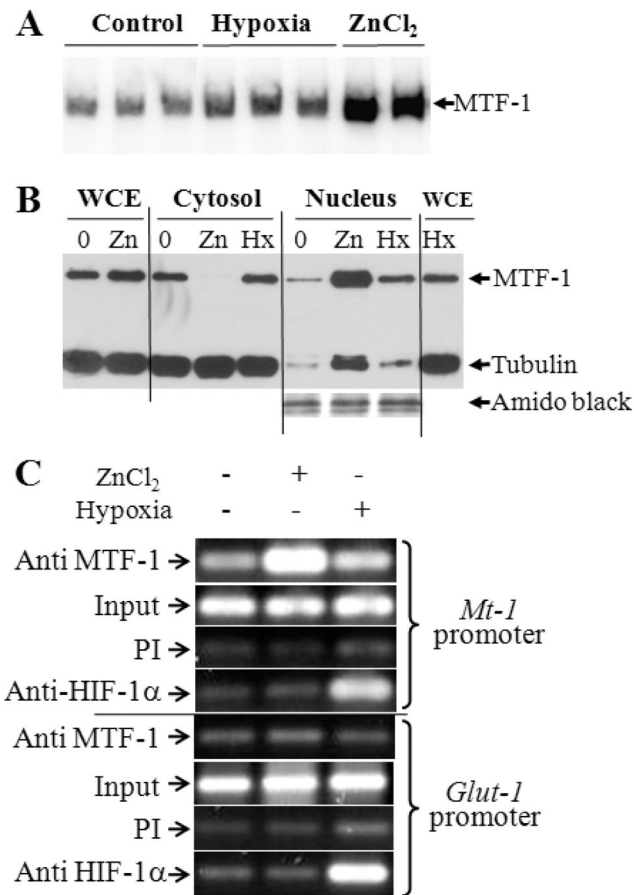 A
Control Hypoxia ZnCl₂
MTF-1
B
WCE Cytosol Nucleus WCE
0 Zn 0 Zn Hx 0 Zn Hx Hx
MTF-1
Tubulin
Amido black
C
ZnCl₂ - + -
Hypoxia - - +
Anti MTF-1
Input
PI
Anti-HIF-1α
Mt-1
promoter
Anti MTF-1
Input
PI
Anti HIF-1α
Glut-1
promoter